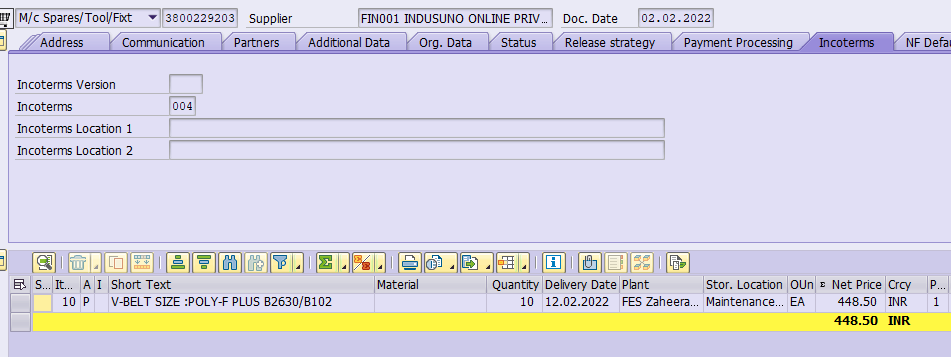 M/c Spares/Tool/Fixt 3800229203 Supplier FIN001 INDUSUNO ONLINE PRIV... Doc. Date 02.02.2022
Address Communication Partners Additional Data Org. Data Status Release strategy Payment Processing Incoterms NF Defa
Incoterms Version
Incoterms 004
Incoterms Location 1
Incoterms Location 2
S... It... A I Short Text Material Quantity Delivery Date Plant Stor. Location OUn Net Price Crcy P...
10 P V-BELT SIZE :POLY-F PLUS B2630/B102 10 12.02.2022 FES Zaheera... Maintenance... EA 448.50 INR 1
448.50 INR